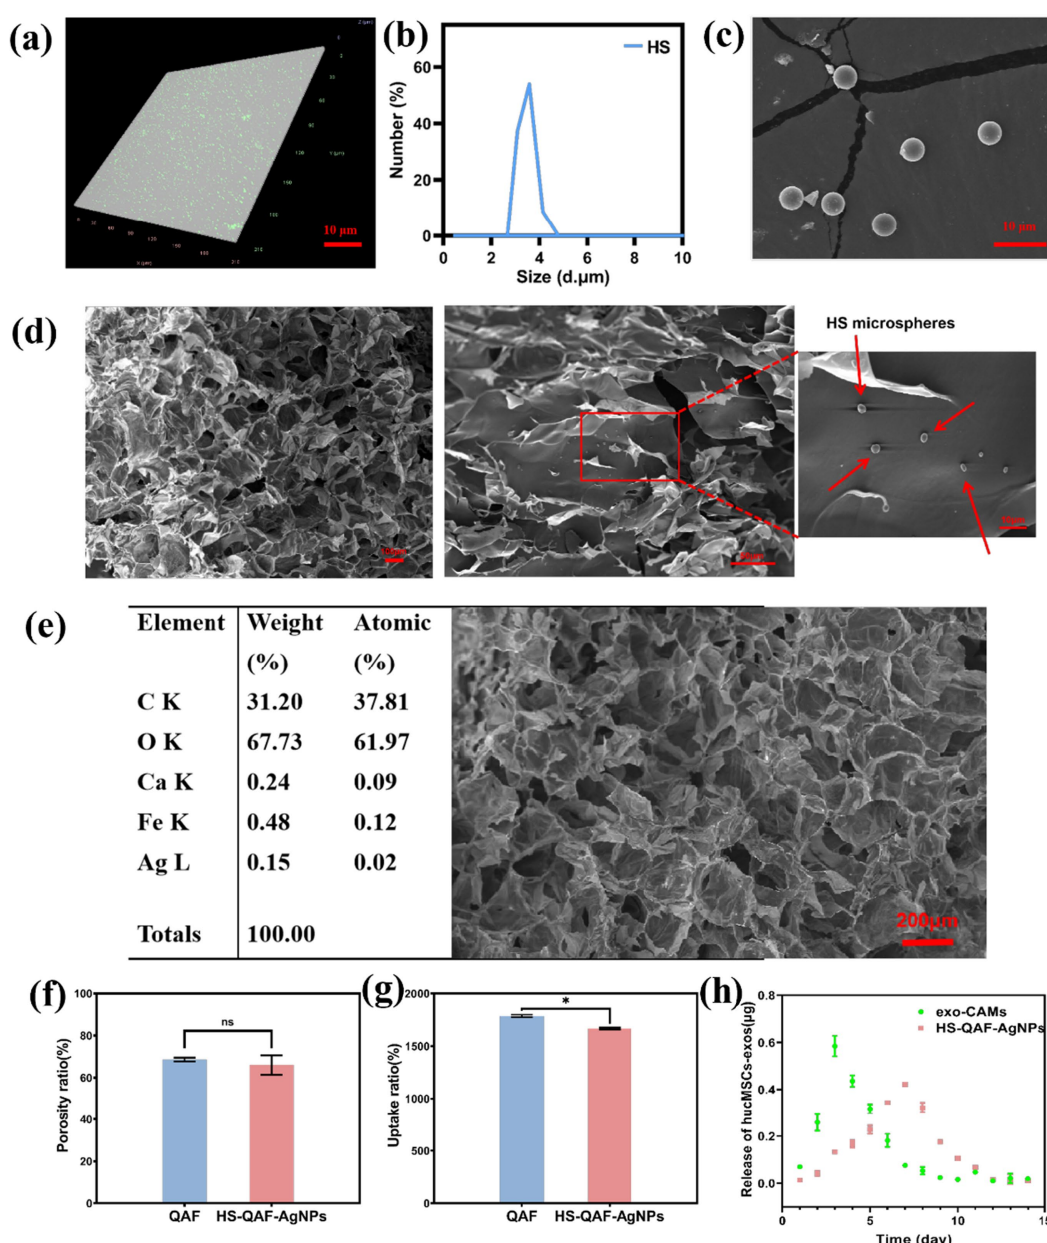 (a)
10 µm
(b)
HS
Number (%)
60
40
20
0
0 2 4 6 8 10
Size (d.µm)
(c)
10 µm
(d)
HS microspheres
(e)
Element Weight Atomic
(%) (%)
C K 31.20 37.81
O K 67.73 61.97
Ca K 0.24 0.09
Fe K 0.48 0.12
Ag L 0.15 0.02
Totals 100.00
200µm
(f)
Porosity ratio(%)
100
80
60
40
20
0
ns
QAF HS-QAF-AgNPs
(g)
Uptake ratio(%)
2000
1500
1000
500
0
*
QAF HS-QAF-AgNPs
(h)
Release of hucMSCs-exos(µg)
0.8
0.6
0.4
0.2
0.0
exo-CAMs
HS-QAF-AgNPs
0 5 10 15
Time (day)